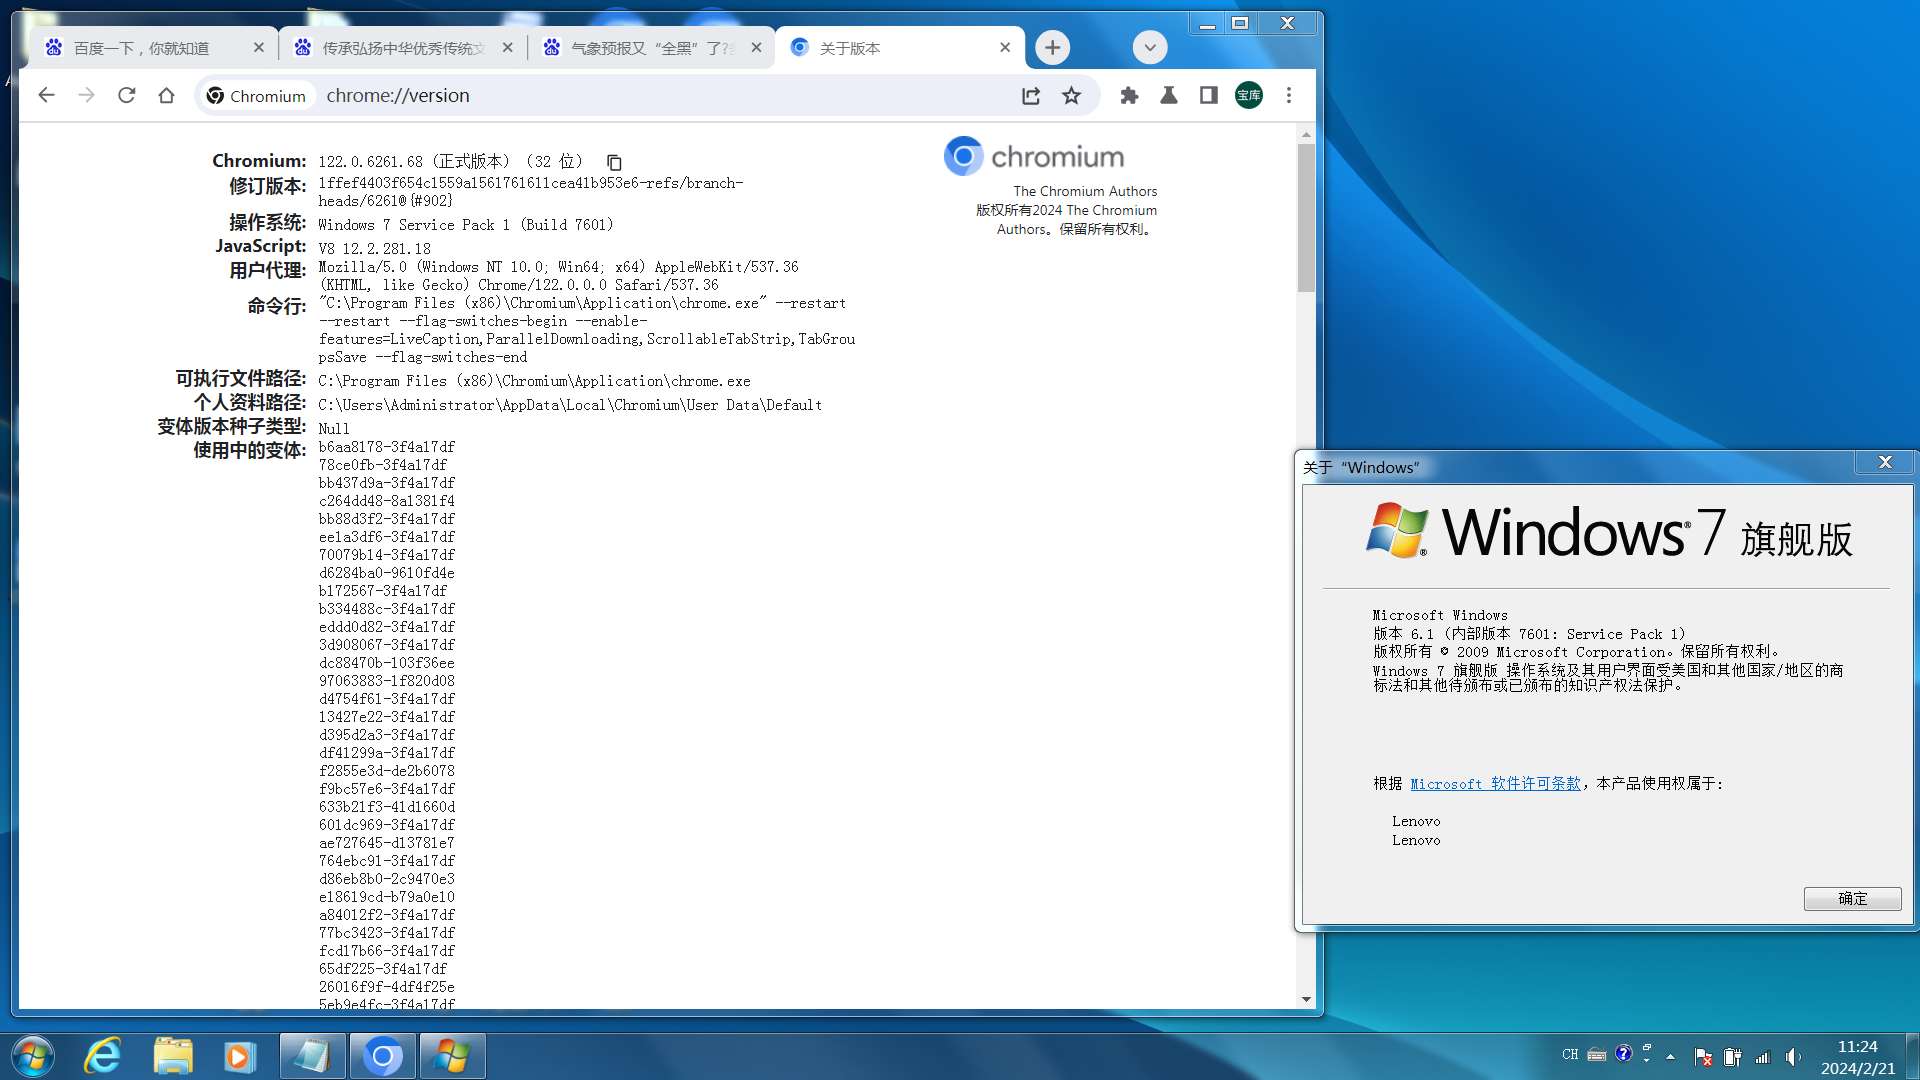 百度一下，你就知道
传承弘扬中华优秀传统文
气象预报又“全黑”了?
关于版本
Chromium
chrome://version
宝库
chromium
The Chromium Authors
版权所有2024 The Chromium
Authors。保留所有权利。
Chromium: 122.0.6261.68 (正式版本) (32 位)
修订版本: 1ffef4403f654c1559a1561761611cea41b953e6-refs/branch-
heads/6261@{#902}
操作系统: Windows 7 Service Pack 1 (Build 7601)
JavaScript: V8 12.2.281.18
用户代理: Mozilla/5.0 (Windows NT 10.0; Win64; x64) AppleWebKit/537.36
(KHTML, like Gecko) Chrome/122.0.0.0 Safari/537.36
命令行: "C:\Program Files (x86)\Chromium\Application\chrome.exe" --restart
--restart --flag-switches-begin --enable-
features=LiveCaption,ParallelDownloading,ScrollableTabStrip,TabGrou
psSave --flag-switches-end
可执行文件路径: C:\Program Files (x86)\Chromium\Application\chrome.exe
个人资料路径: C:\Users\Administrator\AppData\Local\Chromium\User Data\Default
变体版本种子类型: Null
使用中的变体: b6aa8178-3f4a17df
78ce0fb-3f4a17df
bb437d9a-3f4a17df
c264dd48-8a1381f4
bb88d3f2-3f4a17df
ee1a3df6-3f4a17df
70079b14-3f4a17df
d6284ba0-9610fd4e
b172567-3f4a17df
b334488c-3f4a17df
eddd0d82-3f4a17df
3d908067-3f4a17df
dc88470b-103f36ee
97063883-1f820d08
d4754f61-3f4a17df
13427e22-3f4a17df
d395d2a3-3f4a17df
df41299a-3f4a17df
f2855e3d-de2b6078
f9bc57e6-3f4a17df
633b21f3-41d1660d
601dc969-3f4a17df
ae727645-d13781e7
764ebc91-3f4a17df
d86eb8b0-2c9470e3
e18619cd-b79a0e10
a84012f2-3f4a17df
77bc3423-3f4a17df
fcd17b66-3f4a17df
65df225-3f4a17df
26016f9f-4df4f25e
5eb9e4fc-3f4a17df
关于 “Windows”
Windows® 7 旗舰版
Microsoft Windows
版本 6.1 (内部版本 7601: Service Pack 1)
版权所有 © 2009 Microsoft Corporation。保留所有权利。
Windows 7 旗舰版 操作系统及其用户界面受美国和其他国家/地区的商
标法和其他待颁布或已颁布的知识产权法保护。
根据 Microsoft 软件许可条款，本产品使用权属于:
Lenovo
Lenovo
确定
CH
11:24
2024/2/21